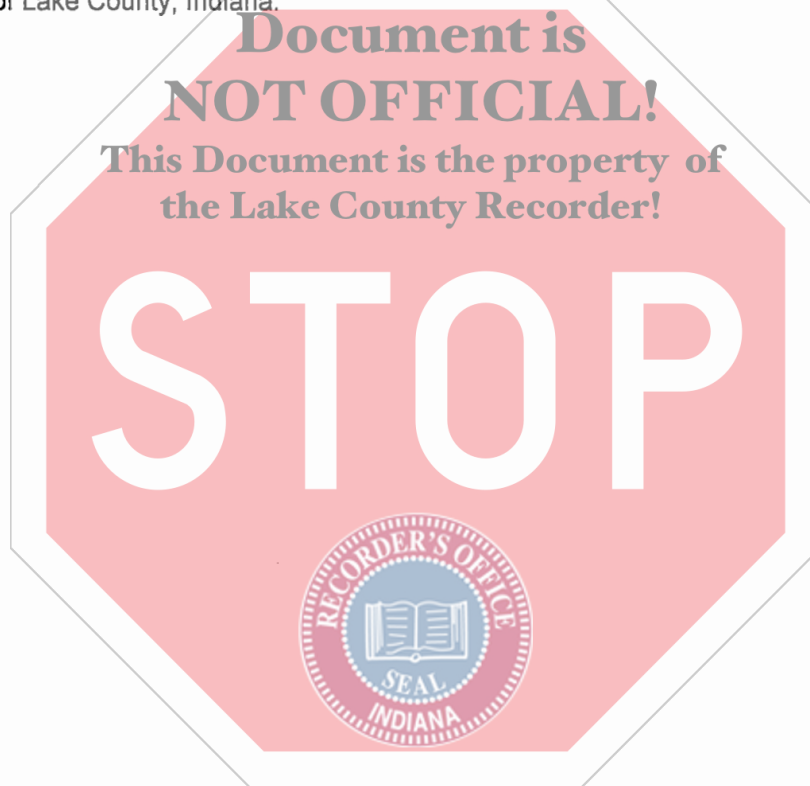 of Lake County, Indiana.
Document is
NOT OFFICIAL!
This Document is the property of
the Lake County Recorder!
STOP
RECORDER'S OFFICE
SEAL
INDIANA